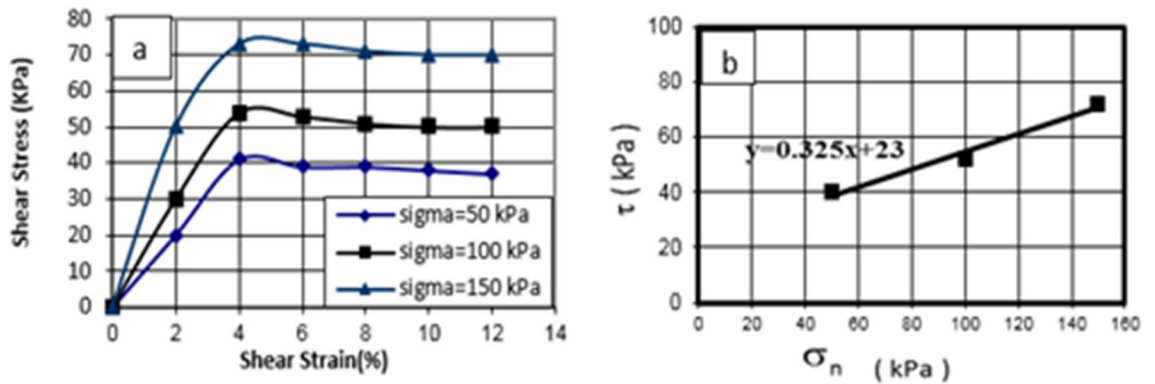 a
Shear Stress (KPa)
80
70
60
50
40
30
20
10
0
0 2 4 6 8 10 12 14
Shear Strain(%)
sigma=50 kPa
sigma=100 kPa
sigma=150 kPa
b
τ ( kPa )
100
80
60
40
20
0
y=0.325x+23
0 20 40 60 80 100 120 140 160
σn ( kPa )